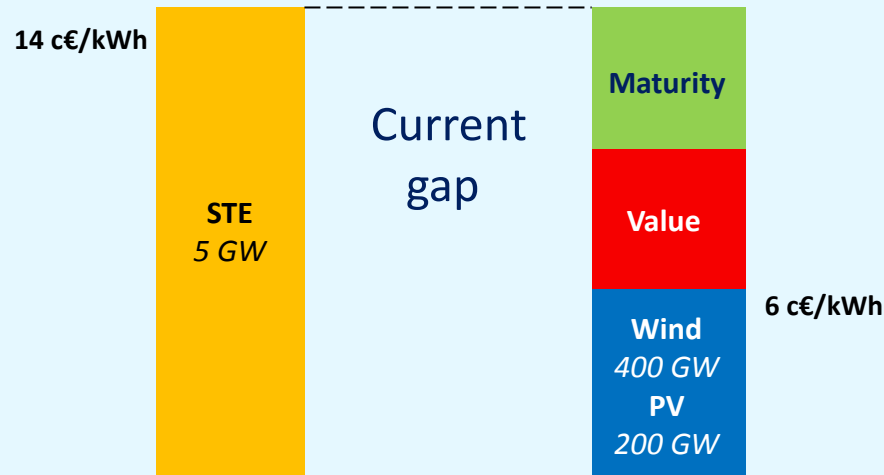 14 c€/kWh
STE
5 GW
Current
gap
Maturity
Value
Wind
400 GW
PV
200 GW
6 c€/kWh